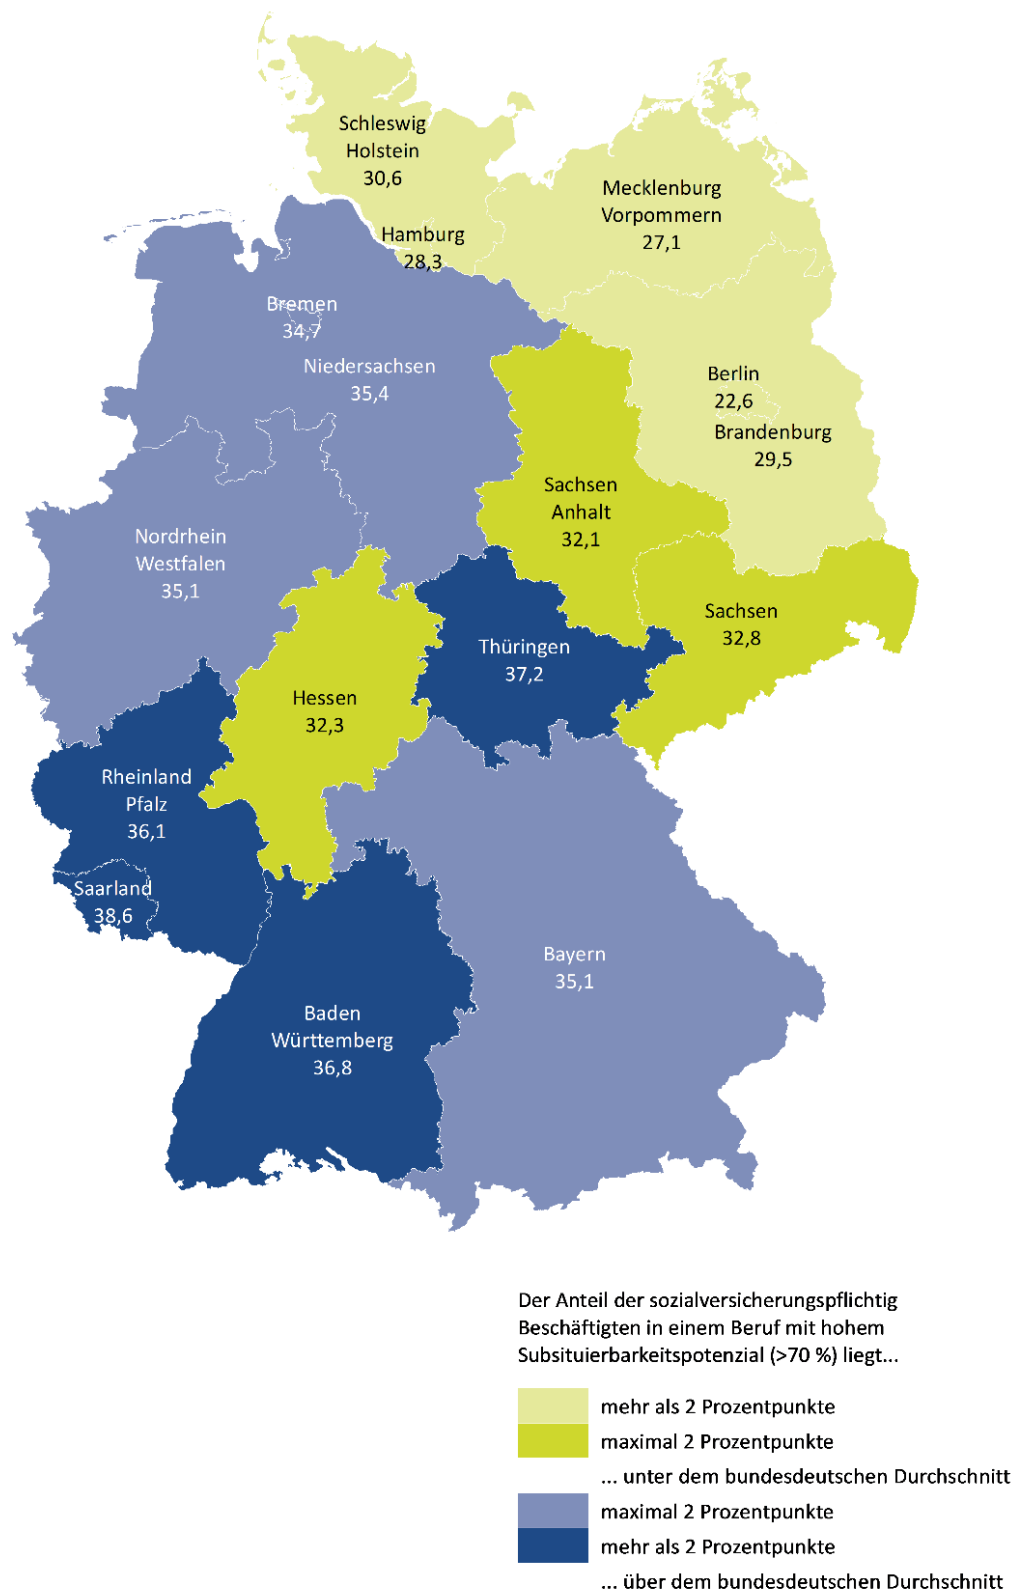 Schleswig
Holstein
30,6
Mecklenburg
Vorpommern
27,1
Hamburg
28,3
Bremen
34,7
Niedersachsen
35,4
Berlin
22,6
Brandenburg
29,5
Sachsen
Anhalt
32,1
Nordrhein
Westfalen
35,1
Sachsen
32,8
Thüringen
37,2
Hessen
32,3
Rheinland
Pfalz
36,1
Saarland
38,6
Bayern
35,1
Baden
Württemberg
36,8
Der Anteil der sozialversicherungspflichtig
Beschäftigten in einem Beruf mit hohem
Subsituierbarkeitspotenzial (>70 %) liegt...
mehr als 2 Prozentpunkte
maximal 2 Prozentpunkte
... unter dem bundesdeutschen Durchschnitt
maximal 2 Prozentpunkte
mehr als 2 Prozentpunkte
... über dem bundesdeutschen Durchschnitt